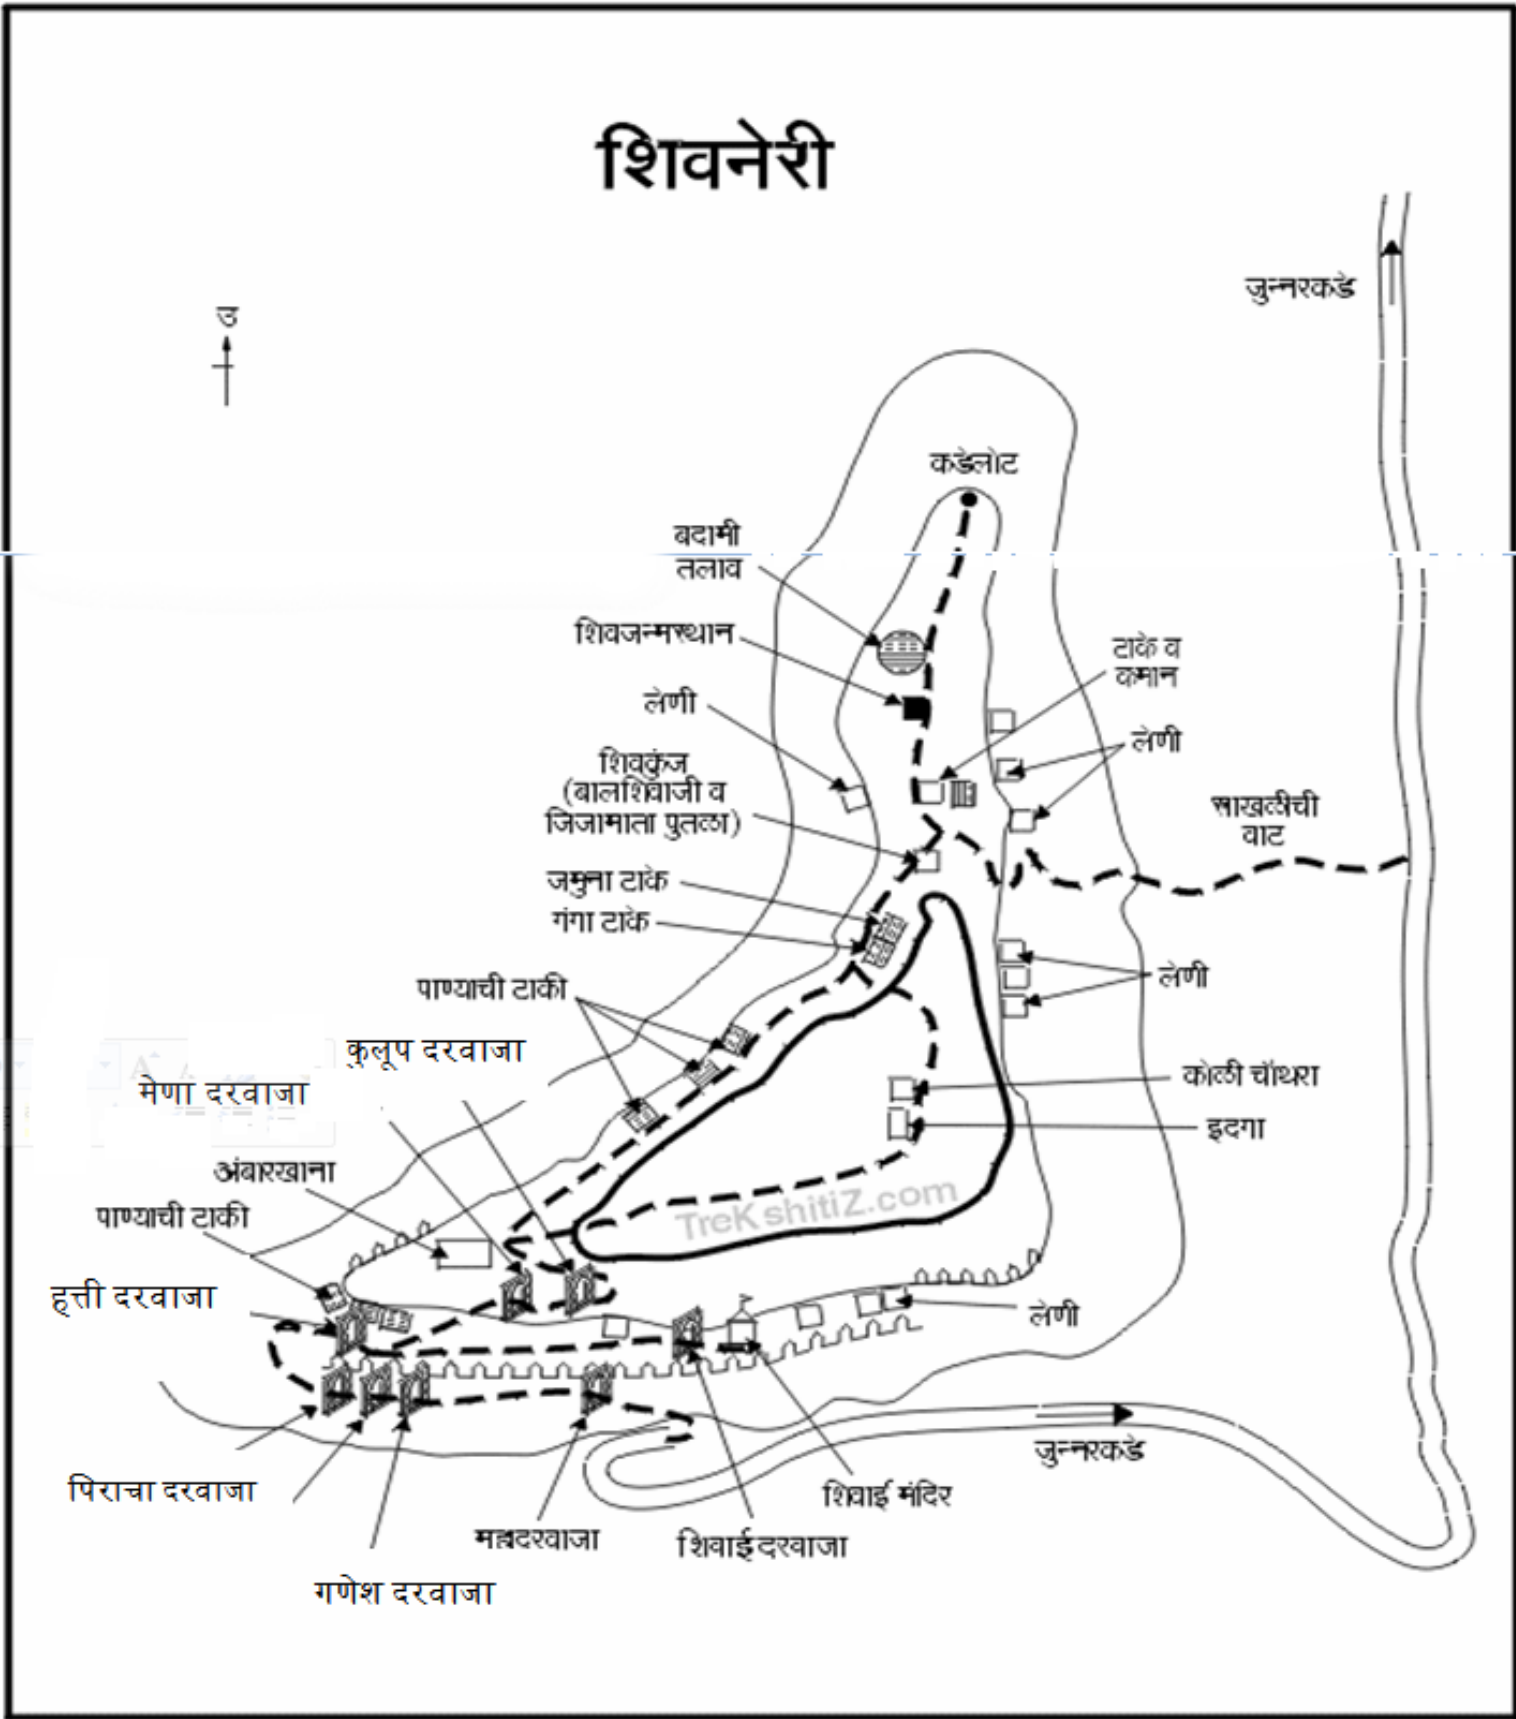 शिवनेरी
जुन्नरकडे
उ
कडेलोट
बदामी
तलाव
शिवजन्मस्थान
टाके व
कमान
लेणी
लेणी
शिवकुंज
(बालशिवाजी व
जिजामाता पुतळा)
साखळीची
वाट
जमुना टाके
गंगा टाके
लेणी
पाण्याची टाकी
कुलूप दरवाजा
मेणा दरवाजा
कोळी चौथरा
इदगा
अंबारखाना
TreKshitiZ.com
पाण्याची टाकी
हत्ती दरवाजा
लेणी
जुन्नरकडे
पिराचा दरवाजा
शिवाई मंदिर
महादरवाजा
शिवाई दरवाजा
गणेश दरवाजा